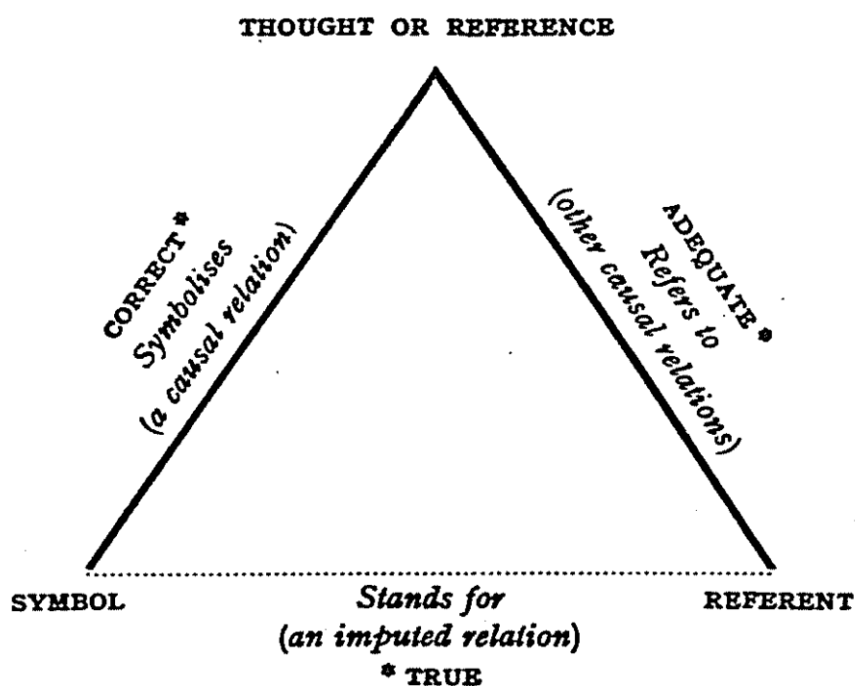 THOUGHT OR REFERENCE
CORRECT*
Symbolises
(a causal relation)
ADEQUATE*
Refers to
(other causal relations)
SYMBOL
Stands for
(an imputed relation)
* TRUE
REFERENT